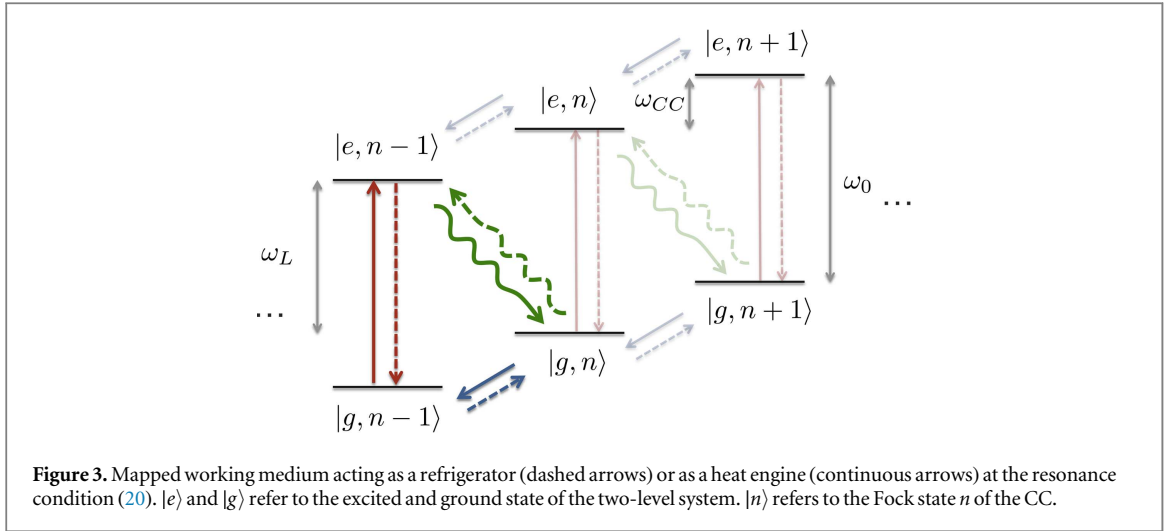 |e, n + 1⟩
|e, n⟩
ω_CC
|e, n − 1⟩
ω_0
...
ω_L
...
|g, n + 1⟩
|g, n⟩
|g, n − 1⟩
Figure 3. Mapped working medium acting as a refrigerator (dashed arrows) or as a heat engine (continuous arrows) at the resonance
condition (20). |e⟩ and |g⟩ refer to the excited and ground state of the two-level system. |n⟩ refers to the Fock state n of the CC.